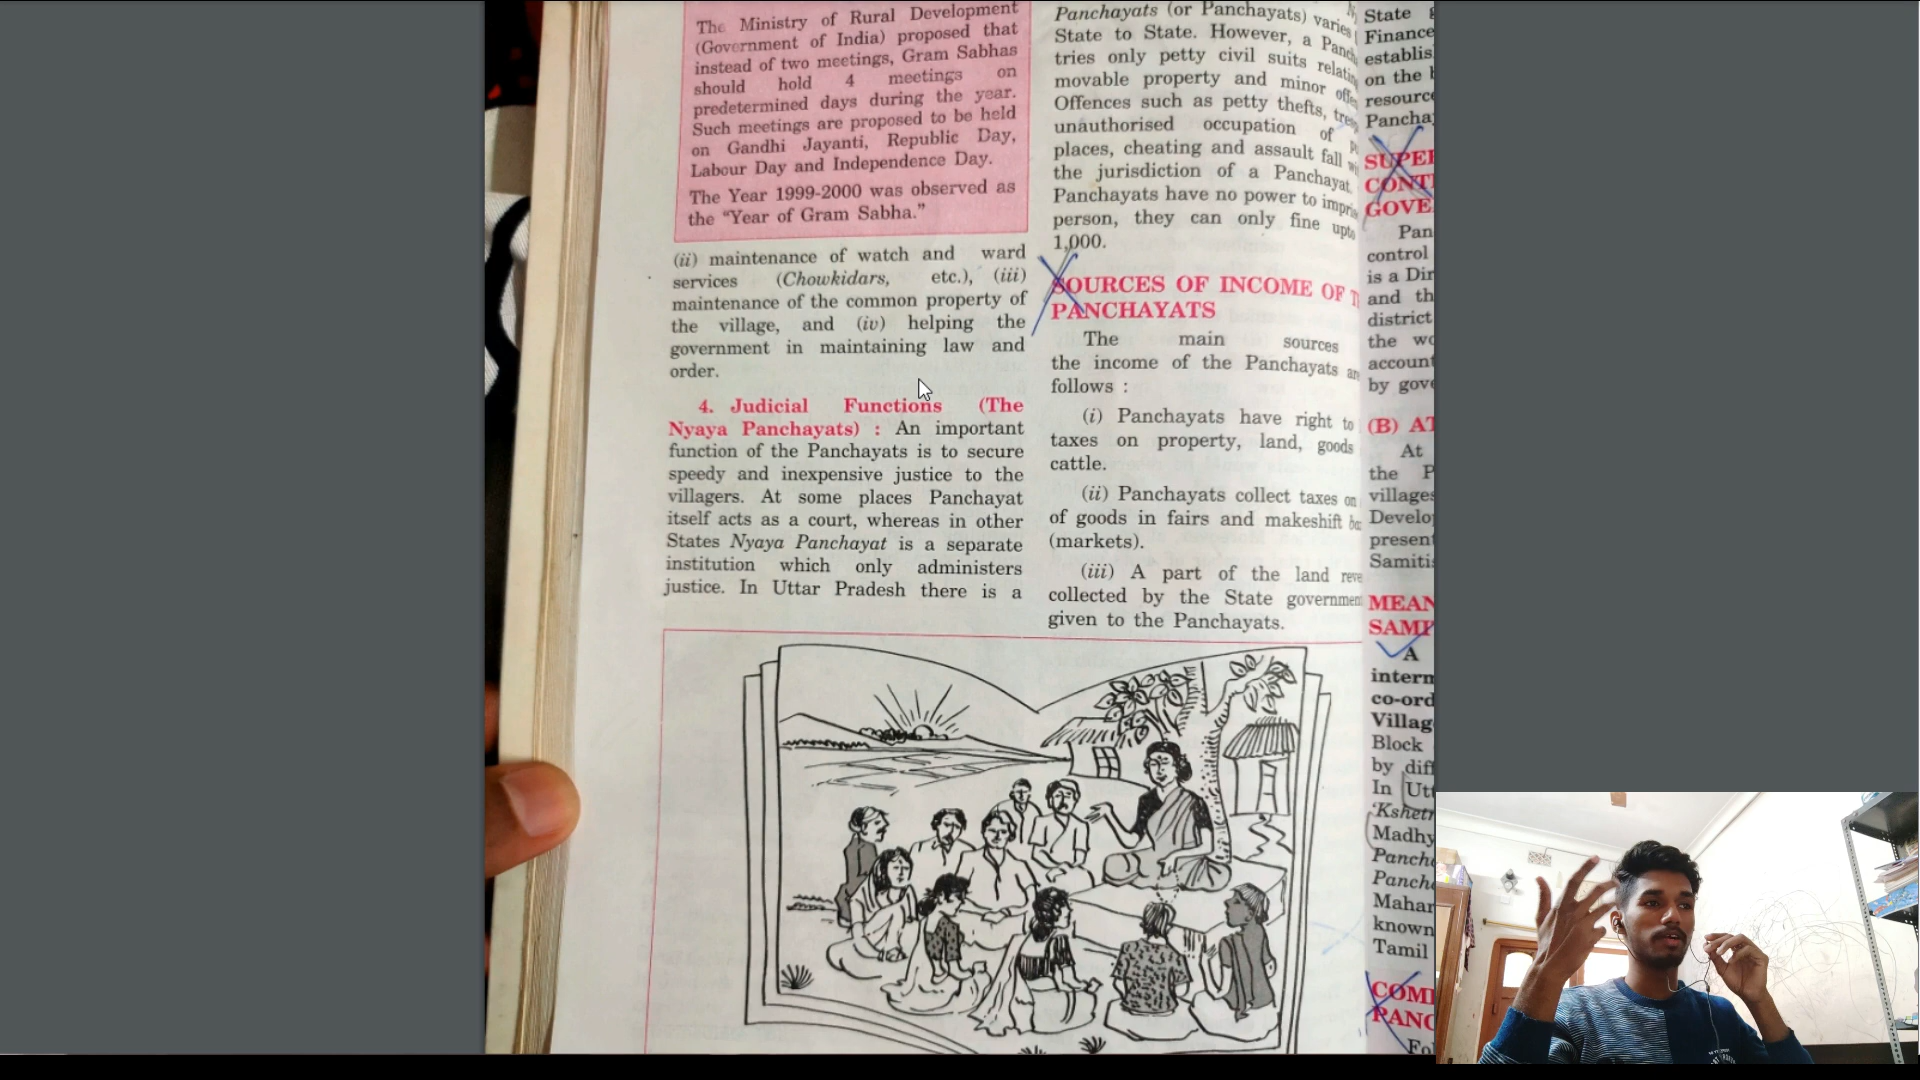 The Ministry of Rural Development
(Government of India) proposed that
instead of two meetings, Gram Sabhas
should hold 4 meetings on
predetermined days during the year.
Such meetings are proposed to be held
on Gandhi Jayanti, Republic Day,
Labour Day and Independence Day.
The Year 1999-2000 was observed as
the “Year of Gram Sabha.”
(ii) maintenance of watch and ward
services (Chowkidars, etc.), (iii)
maintenance of the common property of
the village, and (iv) helping the
government in maintaining law and
order.
4. Judicial Functions (The
Nyaya Panchayats) : An important
function of the Panchayats is to secure
speedy and inexpensive justice to the
villagers. At some places Panchayat
itself acts as a court, whereas in other
States Nyaya Panchayat is a separate
institution which only administers
justice. In Uttar Pradesh there is a
Panchayats (or Panchayats) varies
State to State. However, a
tries only petty civil suits
movable property and minor
Offences such as petty thefts,
unauthorised occupation of
places, cheating and assault fall
the jurisdiction of a Panchayat.
Panchayats have no power to
person, they can only fine upto
1,000.
SOURCES OF INCOME OF
PANCHAYATS
The main sources
the income of the Panchayats
follows :
(i) Panchayats have right to
taxes on property, land, goods
cattle.
(ii) Panchayats collect taxes on
of goods in fairs and makeshift
(markets).
(iii) A part of the land
collected by the State
given to the Panchayats.
State
Finance
on the
(B)
At
the
is a
and
district
the
by
A
Block
by
In
known
Tamil